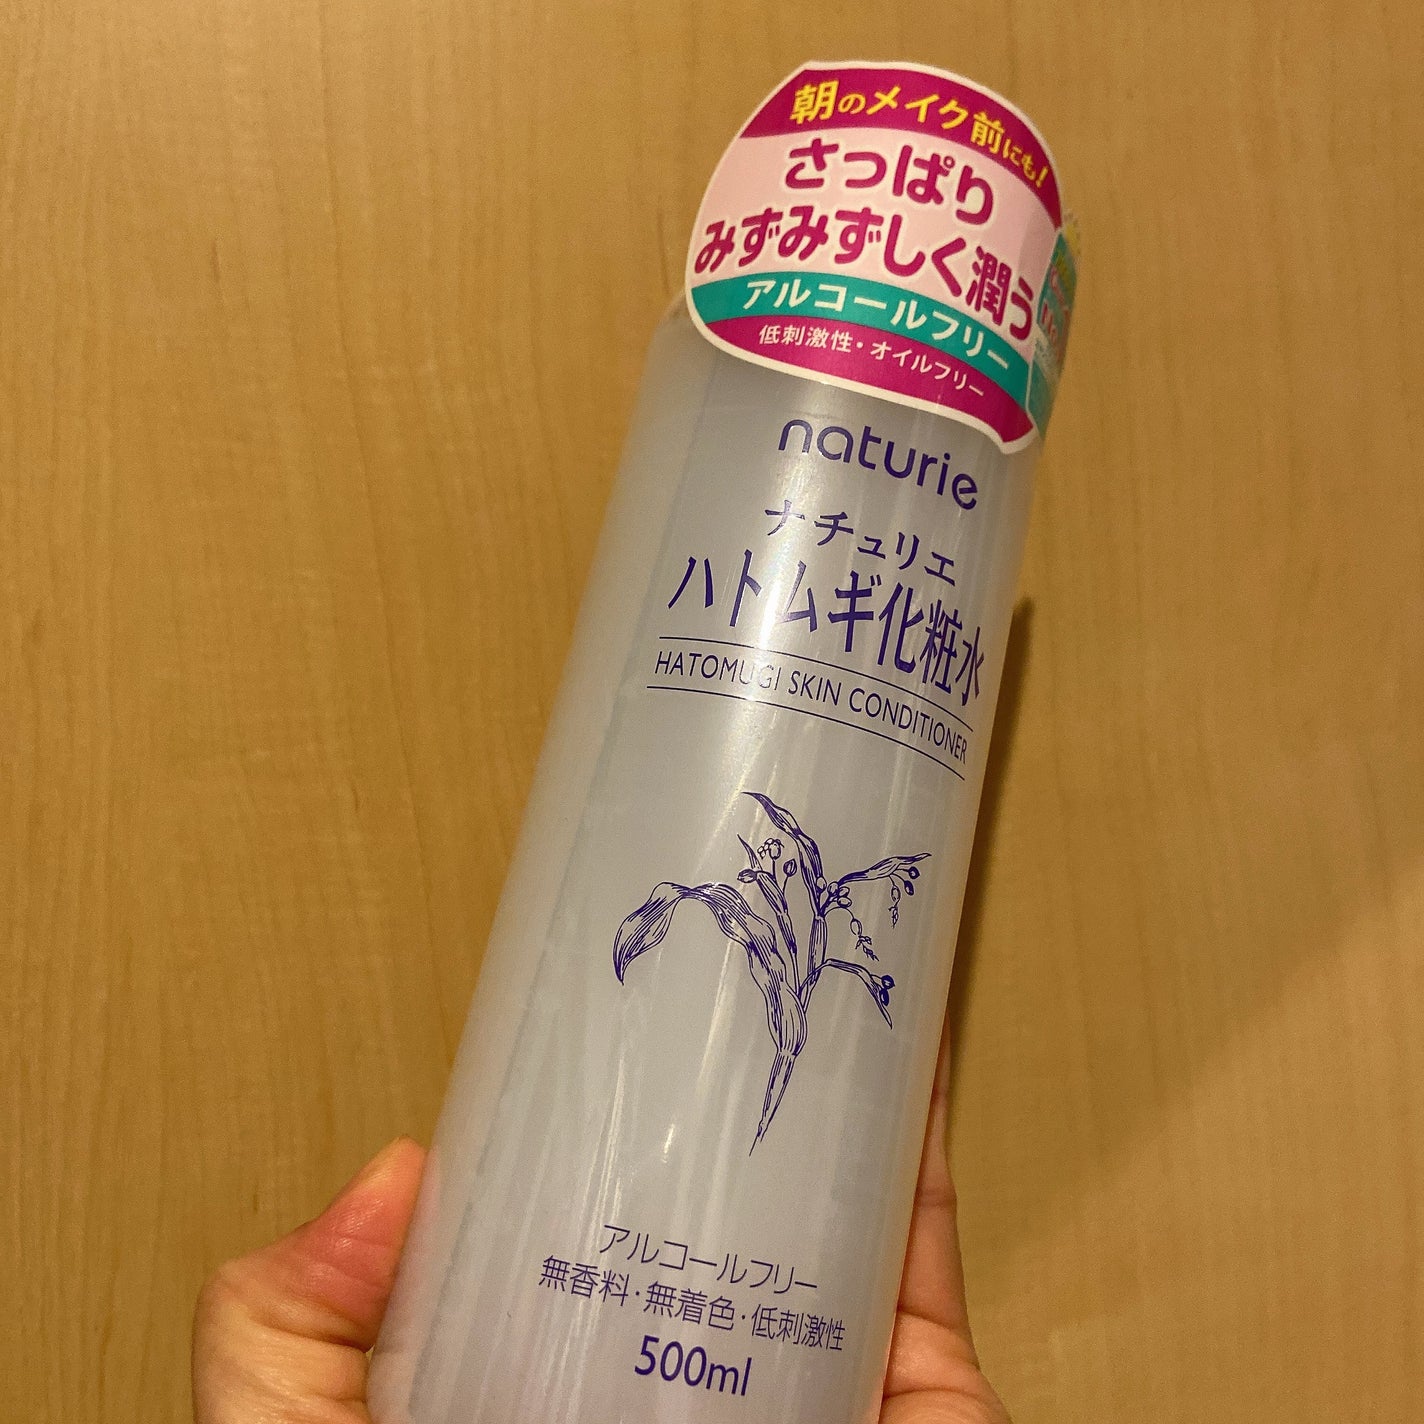 朝のメイク前にも!
さっぱり
みずみずしく潤う
アルコールフリー
低刺激性・オイルフリー
naturie
ナチュリエ
ハトムギ化粧水
HATOMUGI SKIN CONDITIONER
アルコールフリー
無香料・無着色・低刺激性
500ml